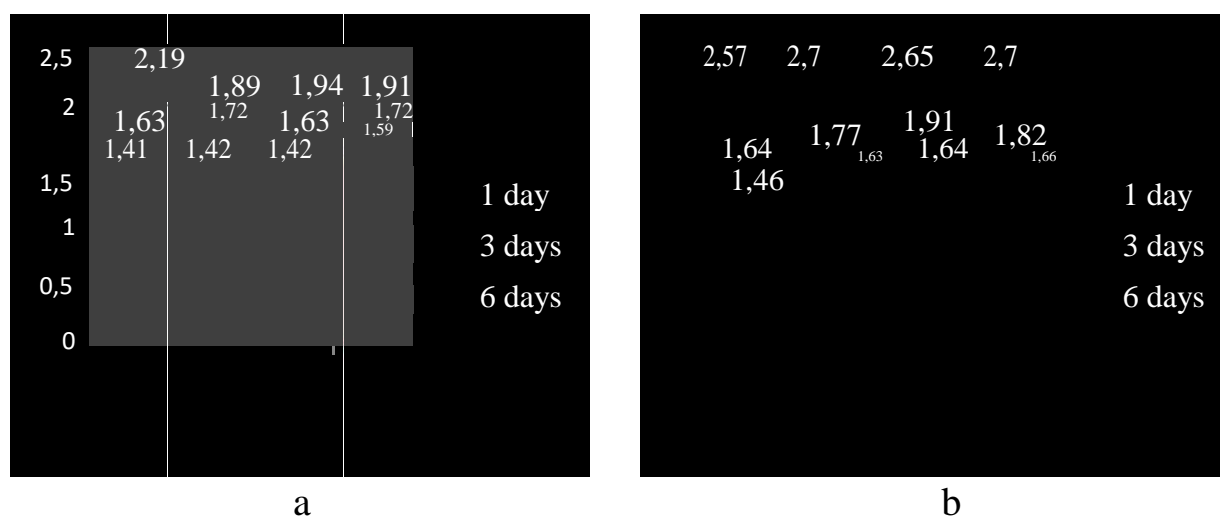 2,5 2,19
1,89 1,94 1,91
2 1,72 1,72
1,63 1,63 1,59
1,41 1,42 1,42
1,5
1 day
1
3 days
0,5
6 days
0
a
2,57 2,7 2,65 2,7
1,91
1,77 1,82
1,64 1,63 1,64 1,66
1,46
1 day
3 days
6 days
b